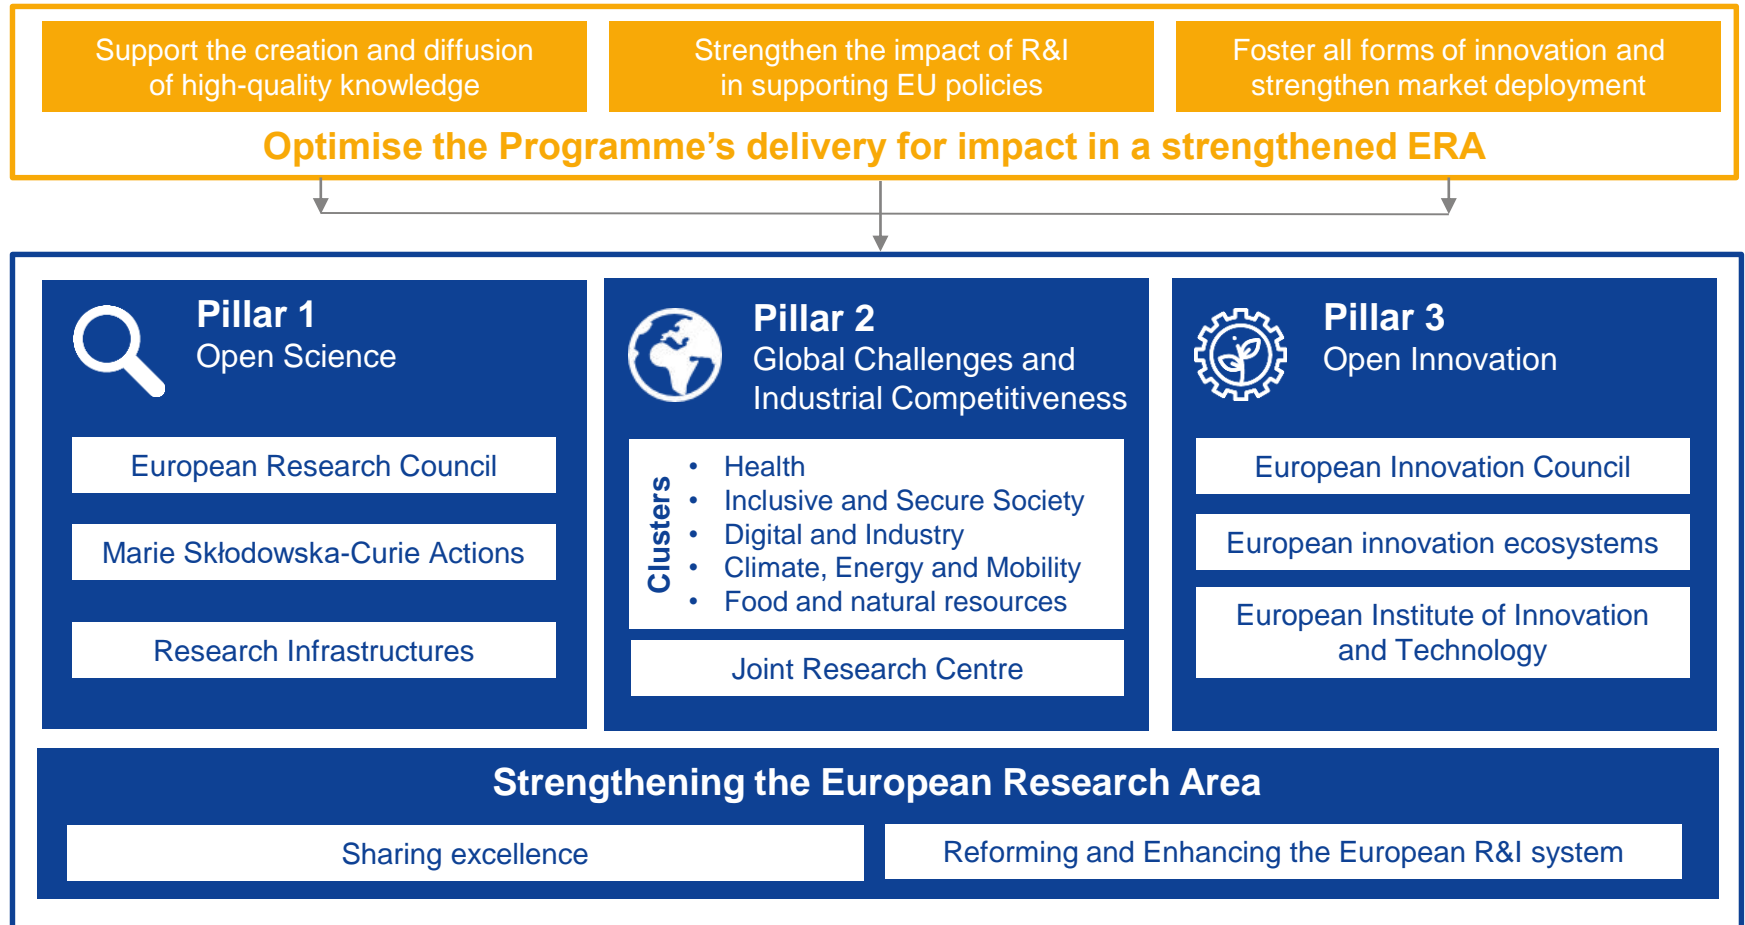 Support the creation and diffusion
of high-quality knowledge
Strengthen the impact of R&I
in supporting EU policies
Foster all forms of innovation and
strengthen market deployment
Optimise the Programme's delivery for impact in a strengthened ERA
Pillar 1
Open Science
European Research Council
Marie Skłodowska-Curie Actions
Research Infrastructures
Pillar 2
Global Challenges and
Industrial Competitiveness
Clusters
• Health
• Inclusive and Secure Society
• Digital and Industry
• Climate, Energy and Mobility
• Food and natural resources
Joint Research Centre
Pillar 3
Open Innovation
European Innovation Council
European innovation ecosystems
European Institute of Innovation
and Technology
Strengthening the European Research Area
Sharing excellence
Reforming and Enhancing the European R&I system